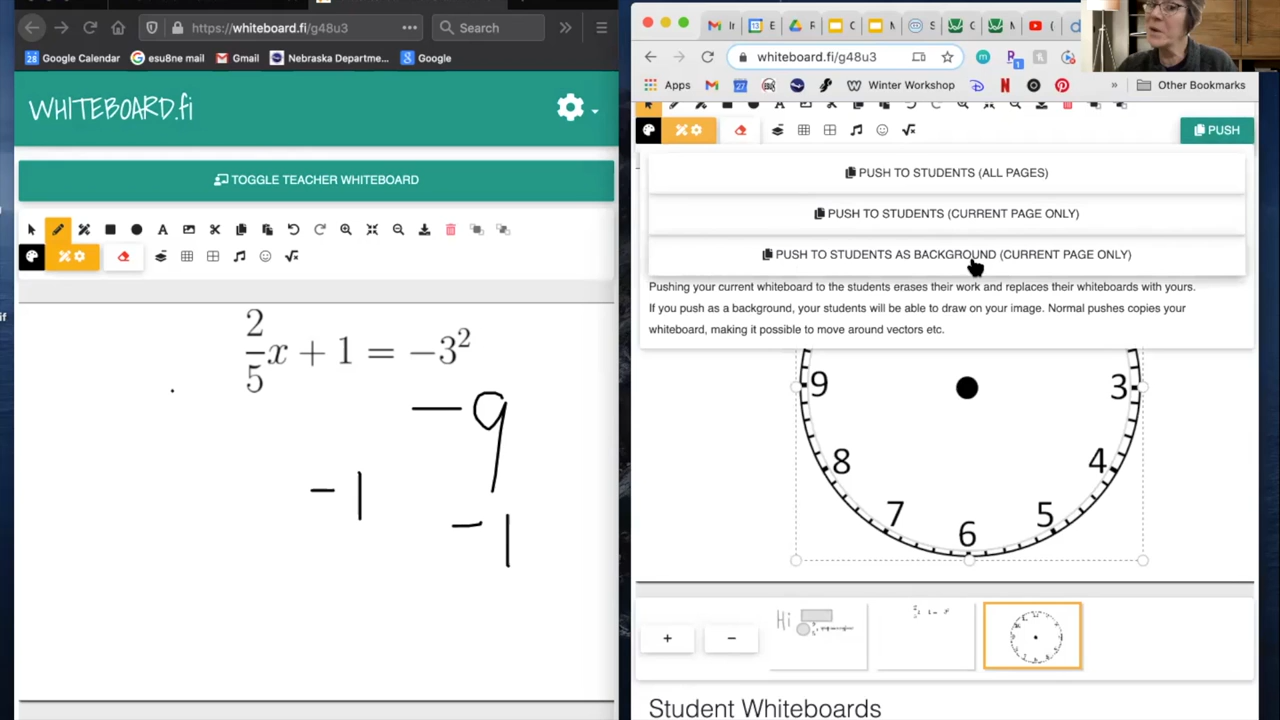 https://whiteboard.fi/g48u3
Search
Google Calendar
esu8ne mail
Gmail
Nebraska Departme...
Google
WHITEBOARD.fi
TOGGLE TEACHER WHITEBOARD
A
√x
2/5 x + 1 = −3²
−9
−1
−1
whiteboard.fi/g48u3
Apps
Winter Workshop
Other Bookmarks
PUSH
PUSH TO STUDENTS (ALL PAGES)
PUSH TO STUDENTS (CURRENT PAGE ONLY)
PUSH TO STUDENTS AS BACKGROUND (CURRENT PAGE ONLY)
Pushing your current whiteboard to the students erases their work and replaces their whiteboards with yours.
If you push as a background, your students will be able to draw on your image. Normal pushes copies your
whiteboard, making it possible to move around vectors etc.
9 3
8 4
7 5
6
+ −
Hi
Student Whiteboards